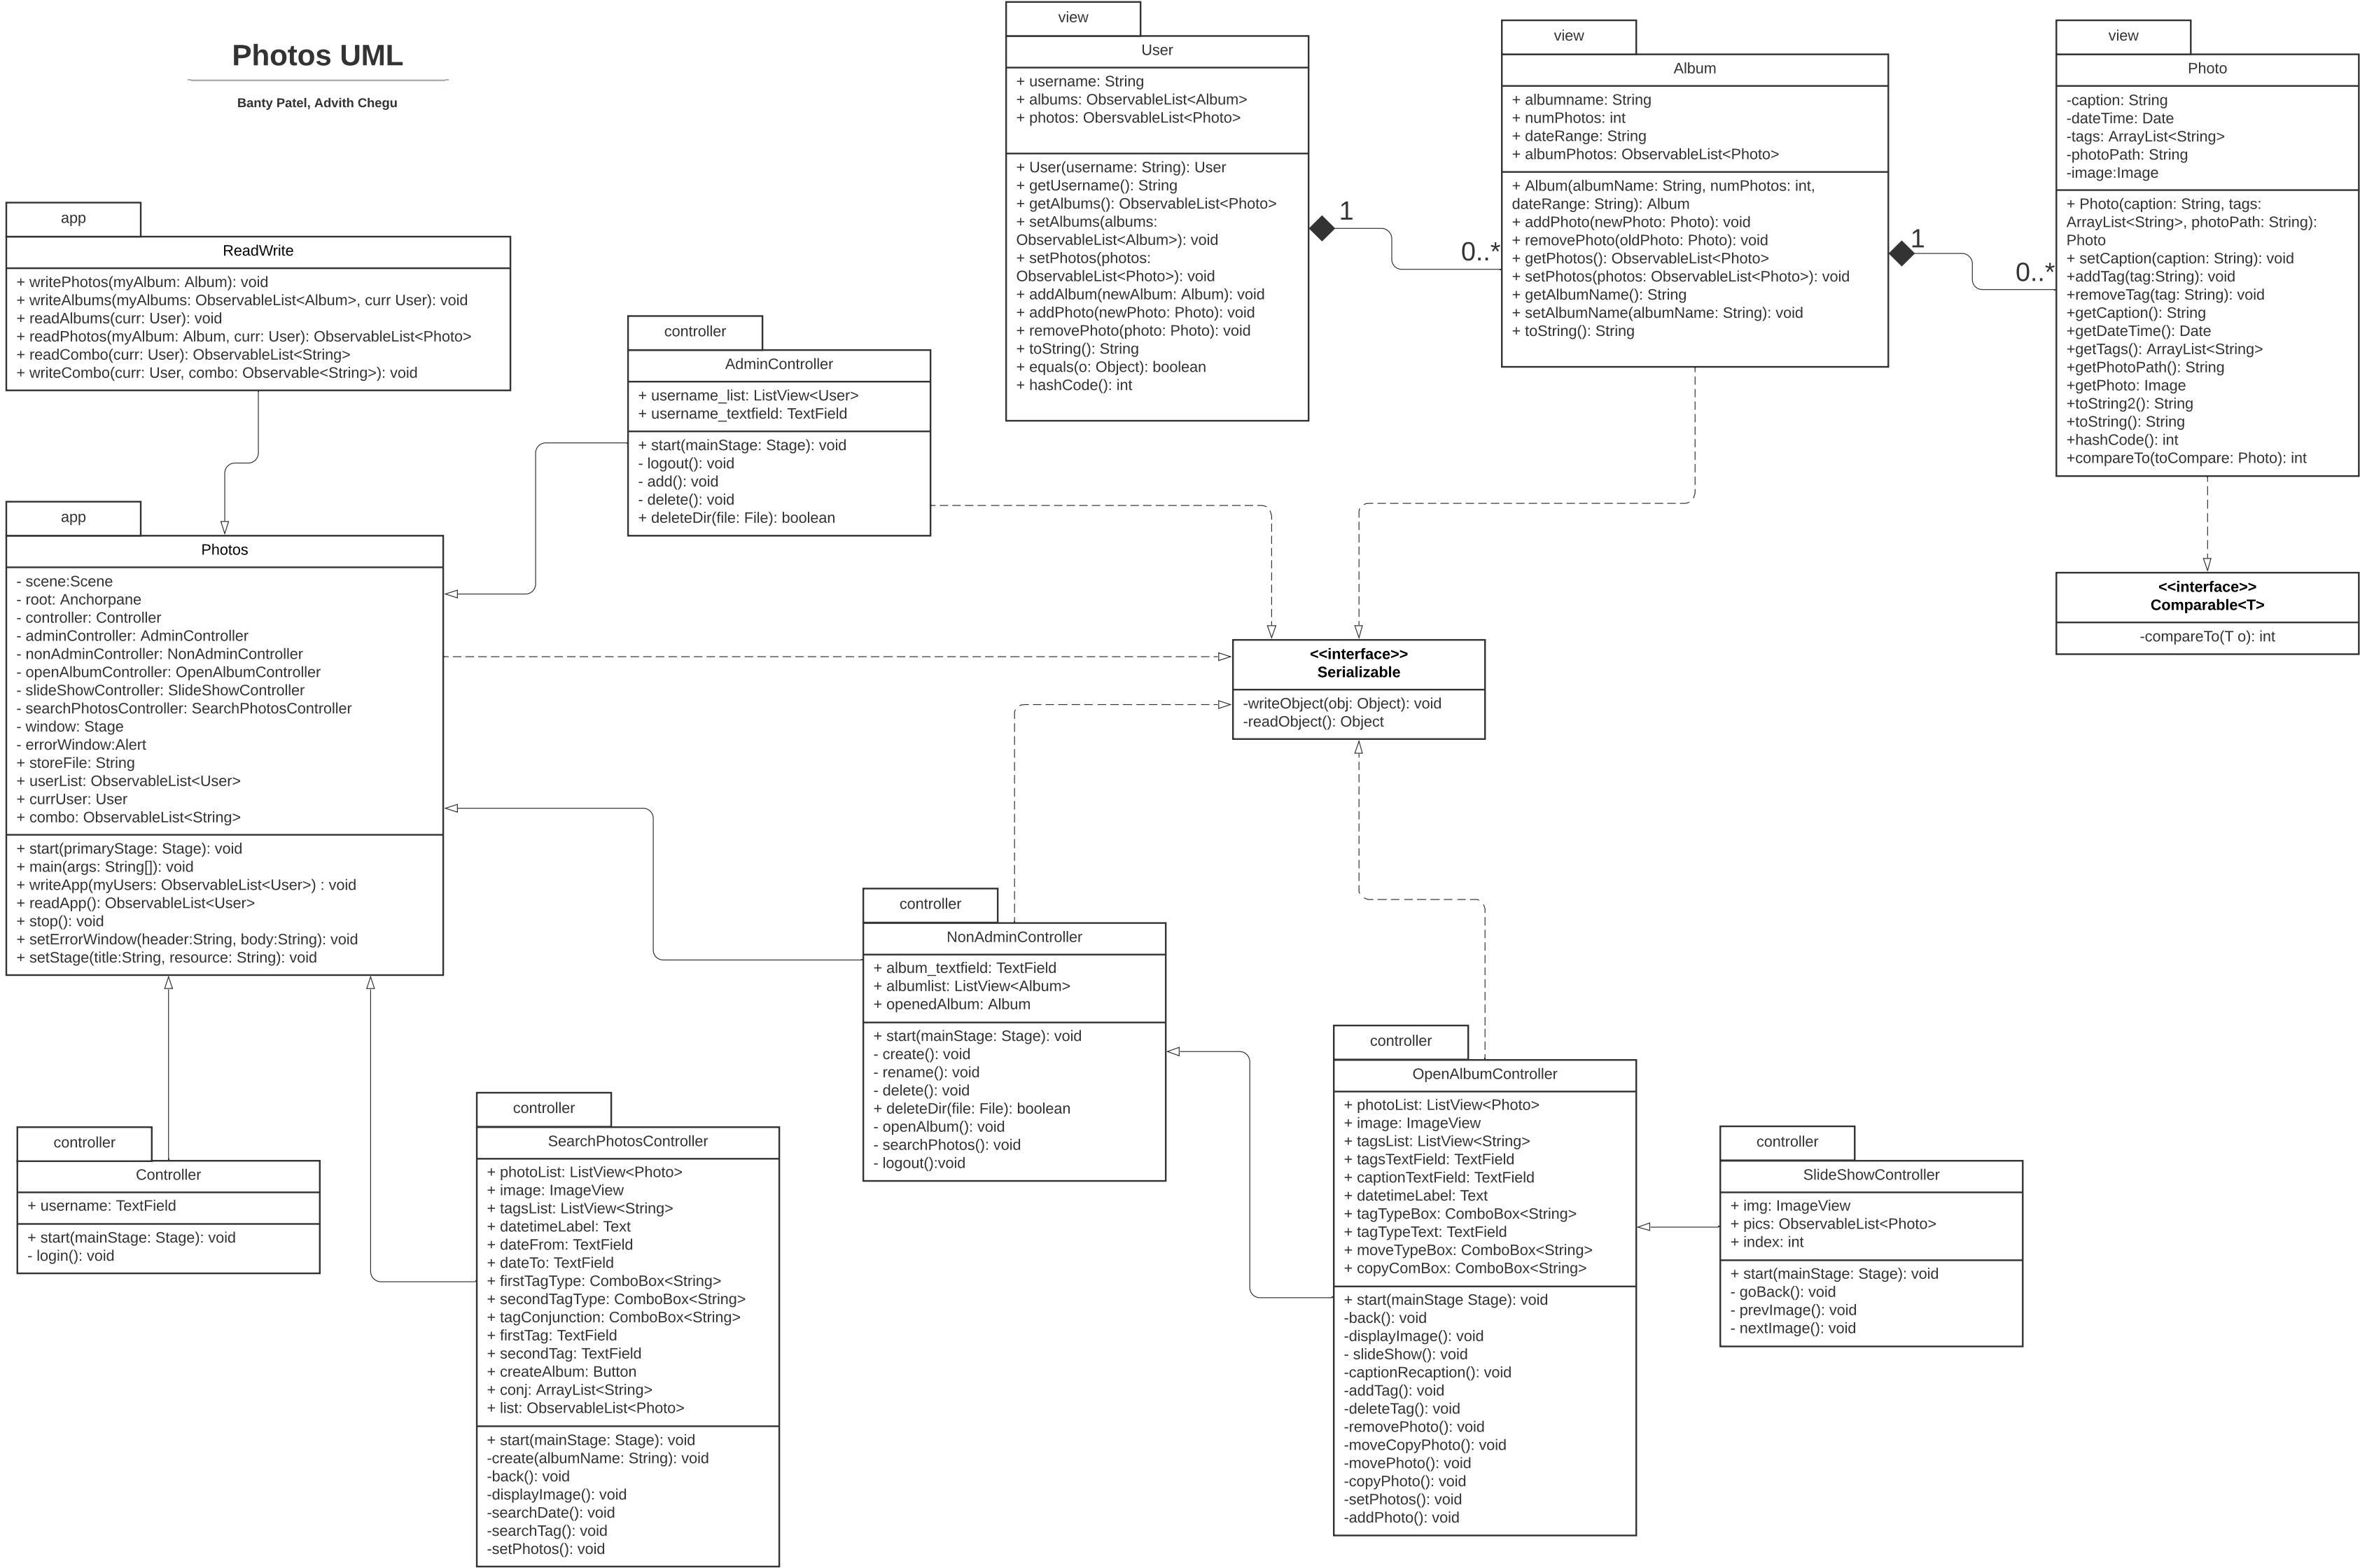 Photos UML
Banty Patel, Advith Chegu
view
User
+ username: String
+ albums: ObservableList<Album>
+ photos: ObersvableList<Photo>
+ User(username: String): User
+ getUsername(): String
+ getAlbums(): ObservableList<Photo>
+ setAlbums(albums:
ObservableList<Album>): void
+ setPhotos(photos:
ObservableList<Photo>): void
+ addAlbum(newAlbum: Album): void
+ addPhoto(newPhoto: Photo): void
+ removePhoto(photo: Photo): void
+ toString(): String
+ equals(o: Object): boolean
+ hashCode(): int
1
0..*
view
Album
+ albumname: String
+ numPhotos: int
+ dateRange: String
+ albumPhotos: ObservableList<Photo>
+ Album(albumName: String, numPhotos: int,
dateRange: String): Album
+ addPhoto(newPhoto: Photo): void
+ removePhoto(oldPhoto: Photo): void
+ getPhotos(): ObservableList<Photo>
+ setPhotos(photos: ObservableList<Photo>): void
+ getAlbumName(): String
+ setAlbumName(albumName: String): void
+ toString(): String
1
0..*
view
Photo
-caption: String
-dateTime: Date
-tags: ArrayList<String>
-photoPath: String
-image:Image
+ Photo(caption: String, tags:
ArrayList<String>, photoPath: String):
Photo
+ setCaption(caption: String): void
+addTag(tag:String): void
+removeTag(tag: String): void
+getCaption(): String
+getDateTime(): Date
+getTags(): ArrayList<String>
+getPhotoPath(): String
+getPhoto: Image
+toString2(): String
+toString(): String
+hashCode(): int
+compareTo(toCompare: Photo): int
app
ReadWrite
+ writePhotos(myAlbum: Album): void
+ writeAlbums(myAlbums: ObservableList<Album>, curr User): void
+ readAlbums(curr: User): void
+ readPhotos(myAlbum: Album, curr: User): ObservableList<Photo>
+ readCombo(curr: User): ObservableList<String>
+ writeCombo(curr: User, combo: Observable<String>): void
controller
AdminController
+ username_list: ListView<User>
+ username_textfield: TextField
+ start(mainStage: Stage): void
- logout(): void
- add(): void
- delete(): void
+ deleteDir(file: File): boolean
app
Photos
- scene:Scene
- root: Anchorpane
- controller: Controller
- adminController: AdminController
- nonAdminController: NonAdminController
- openAlbumController: OpenAlbumController
- slideShowController: SlideShowController
- searchPhotosController: SearchPhotosController
- window: Stage
- errorWindow:Alert
+ storeFile: String
+ userList: ObservableList<User>
+ currUser: User
+ combo: ObservableList<String>
+ start(primaryStage: Stage): void
+ main(args: String[]): void
+ writeApp(myUsers: ObservableList<User>) : void
+ readApp(): ObservableList<User>
+ stop(): void
+ setErrorWindow(header:String, body:String): void
+ setStage(title:String, resource: String): void
<<interface>>
Serializable
-writeObject(obj: Object): void
-readObject(): Object
<<interface>>
Comparable<T>
-compareTo(T o): int
controller
NonAdminController
+ album_textfield: TextField
+ albumlist: ListView<Album>
+ openedAlbum: Album
+ start(mainStage: Stage): void
- create(): void
- rename(): void
- delete(): void
+ deleteDir(file: File): boolean
- openAlbum(): void
- searchPhotos(): void
- logout():void
controller
Controller
+ username: TextField
+ start(mainStage: Stage): void
- login(): void
controller
SearchPhotosController
+ photoList: ListView<Photo>
+ image: ImageView
+ tagsList: ListView<String>
+ datetimeLabel: Text
+ dateFrom: TextField
+ dateTo: TextField
+ firstTagType: ComboBox<String>
+ secondTagType: ComboBox<String>
+ tagConjunction: ComboBox<String>
+ firstTag: TextField
+ secondTag: TextField
+ createAlbum: Button
+ conj: ArrayList<String>
+ list: ObservableList<Photo>
+ start(mainStage: Stage): void
-create(albumName: String): void
-back(): void
-displayImage(): void
-searchDate(): void
-searchTag(): void
-setPhotos(): void
controller
OpenAlbumController
+ photoList: ListView<Photo>
+ image: ImageView
+ tagsList: ListView<String>
+ tagsTextField: TextField
+ captionTextField: TextField
+ datetimeLabel: Text
+ tagTypeBox: ComboBox<String>
+ tagTypeText: TextField
+ moveTypeBox: ComboBox<String>
+ copyComBox: ComboBox<String>
+ start(mainStage Stage): void
-back(): void
-displayImage(): void
- slideShow(): void
-captionRecaption(): void
-addTag(): void
-deleteTag(): void
-removePhoto(): void
-moveCopyPhoto(): void
-movePhoto(): void
-copyPhoto(): void
-setPhotos(): void
-addPhoto(): void
controller
SlideShowController
+ img: ImageView
+ pics: ObservableList<Photo>
+ index: int
+ start(mainStage: Stage): void
- goBack(): void
- prevImage(): void
- nextImage(): void